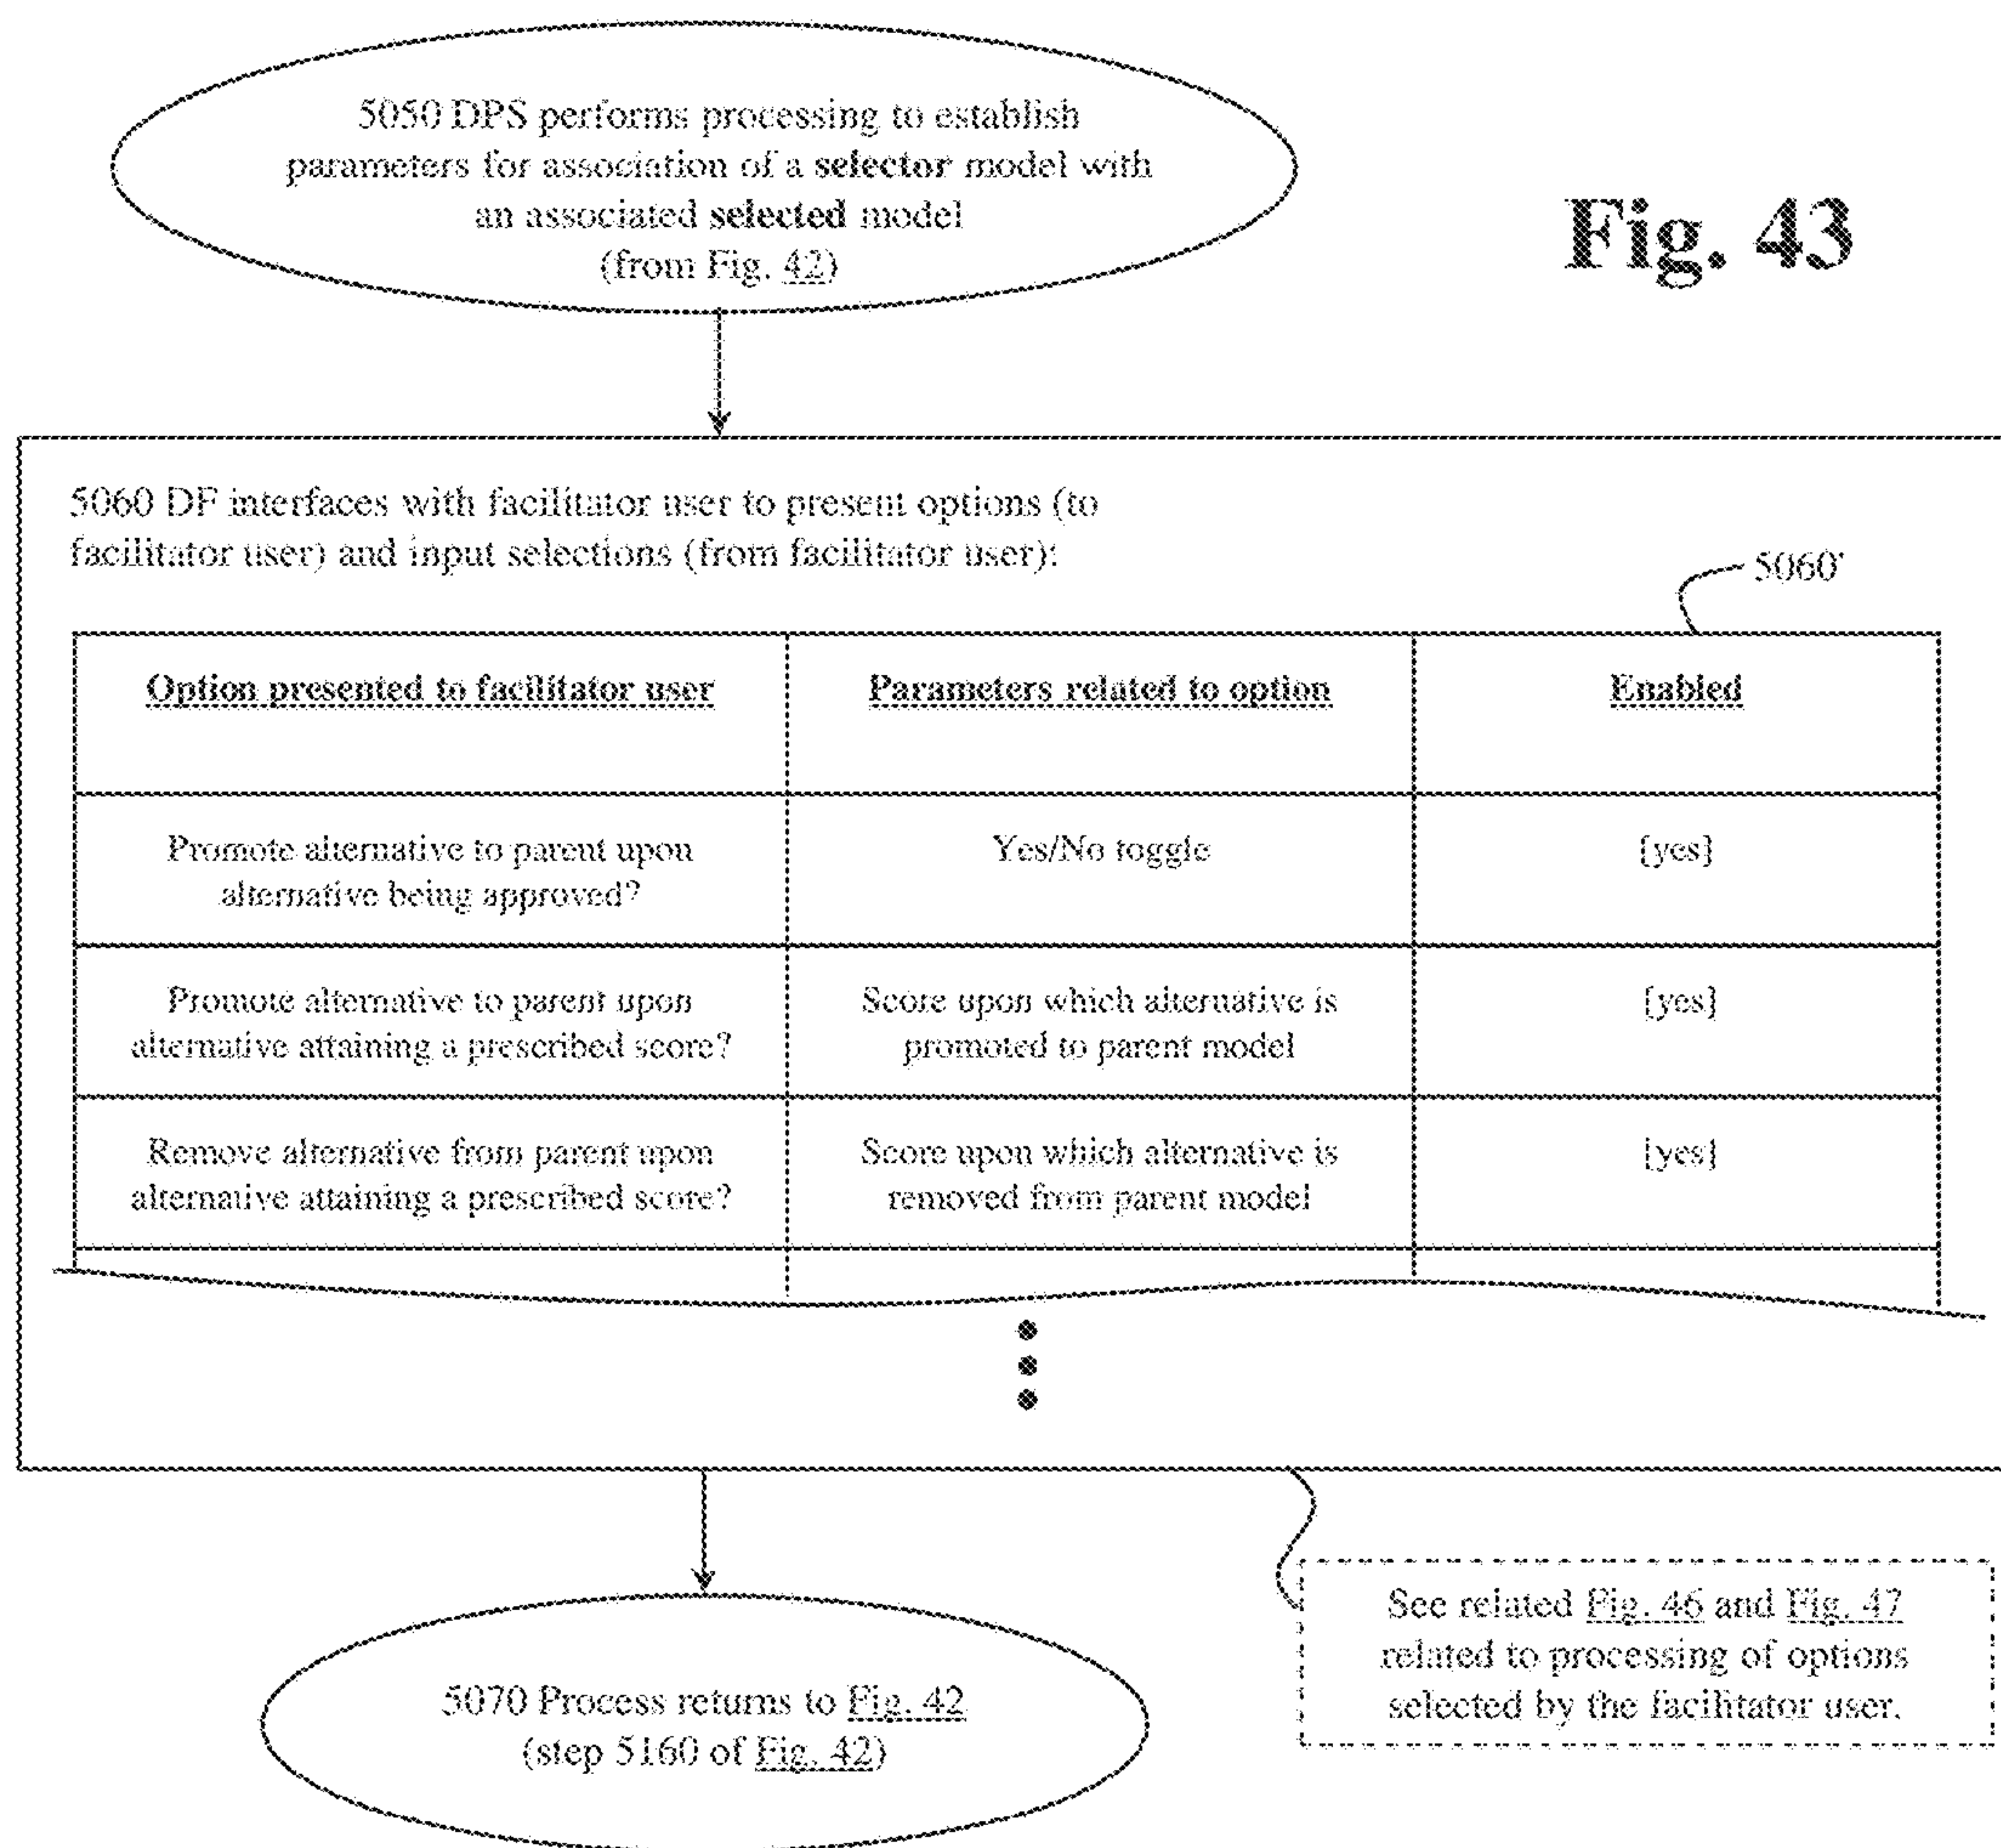 5050 DPS performs processing to establish
parameters for association of a selector model with
an associated selected model
(from Fig. 42)
Fig. 43
5060 DF interfaces with facilitator user to present options (to
facilitator user) and input selections (from facilitator user):
5060'
Option presented to facilitator user
Parameters related to option
Enabled
Promote alternative to parent upon
alternative being approved?
Yes/No toggle
[yes]
Promote alternative to parent upon
alternative attaining a prescribed score?
Score upon which alternative is
promoted to parent model
[yes]
Remove alternative from parent upon
alternative attaining a prescribed score?
Score upon which alternative is
removed from parent model
[yes]
See related Fig. 46 and Fig. 47
related to processing of options
selected by the facilitator user.
5070 Process returns to Fig. 42
(step 5160 of Fig. 42)